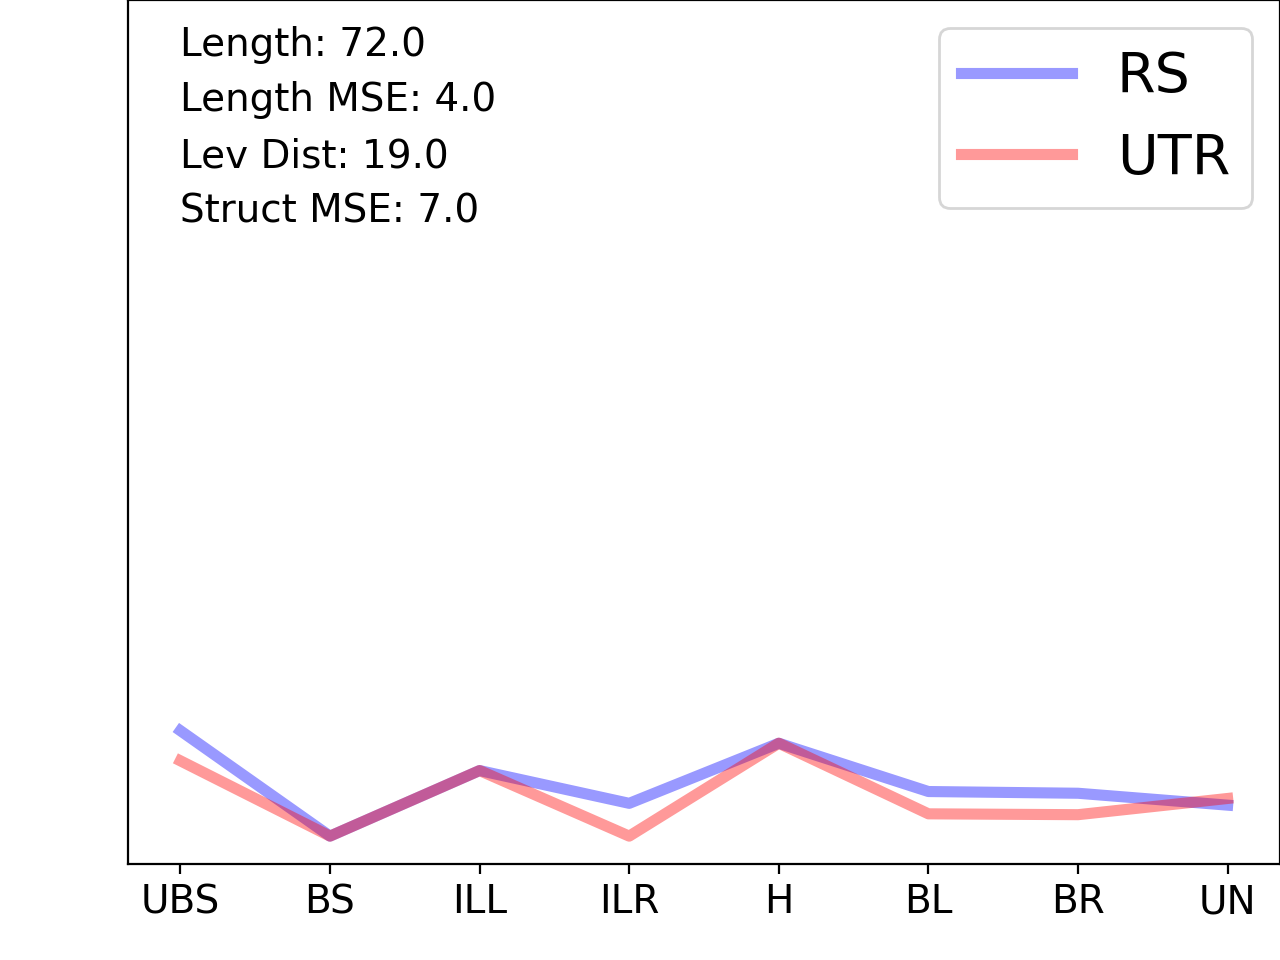 Length: 72.0
Length MSE: 4.0
Lev Dist: 19.0
Struct MSE: 7.0
RS
UTR
UBS BS ILL ILR H BL BR UN